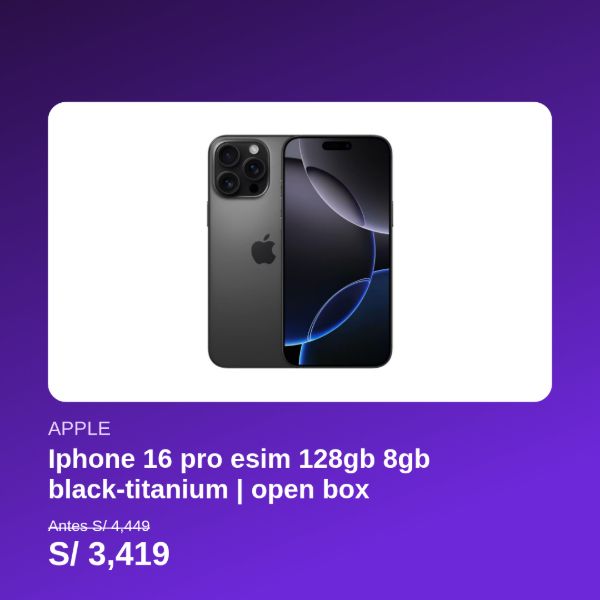 APPLE
Iphone 16 pro esim 128gb 8gb
black-titanium | open box
Antes S/ 4,449
S/ 3,419